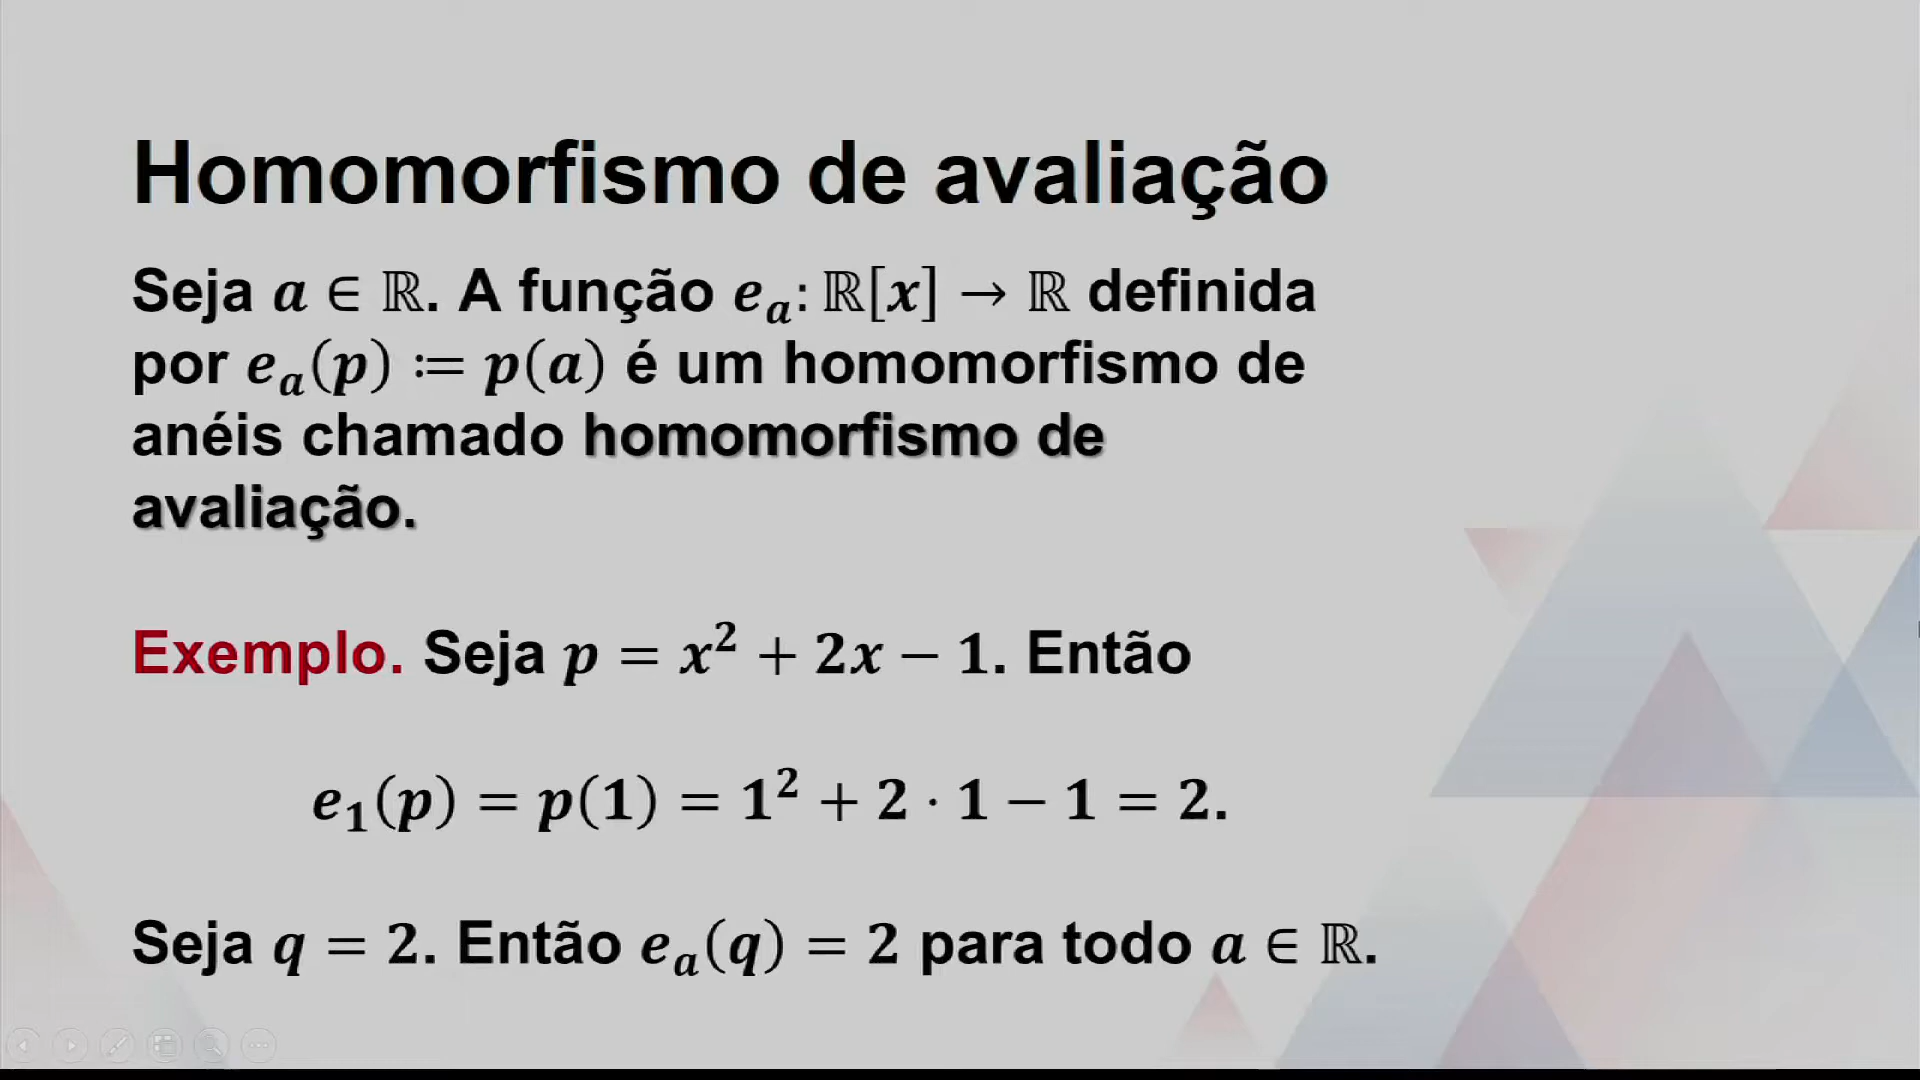 Homomorfismo de avaliação
Seja a ∈ ℝ. A função eₐ: ℝ[x] → ℝ definida
por eₐ(p) ≔ p(a) é um homomorfismo de
anéis chamado homomorfismo de
avaliação.
Exemplo. Seja p = x² + 2x − 1. Então
e₁(p) = p(1) = 1² + 2 · 1 − 1 = 2.
Seja q = 2. Então eₐ(q) = 2 para todo a ∈ ℝ.